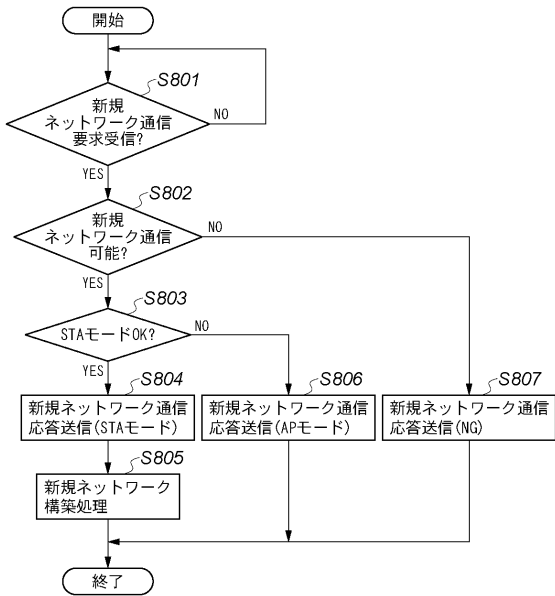 開始
S801
新規
ネットワーク通信
要求受信?
NO
YES
S802
新規
ネットワーク通信
可能?
NO
YES
S803
STAモードOK?
NO
YES
S804
新規ネットワーク通信
応答送信(STAモード)
S806
新規ネットワーク通信
応答送信(APモード)
S807
新規ネットワーク通信
応答送信(NG)
S805
新規ネットワーク
構築処理
終了